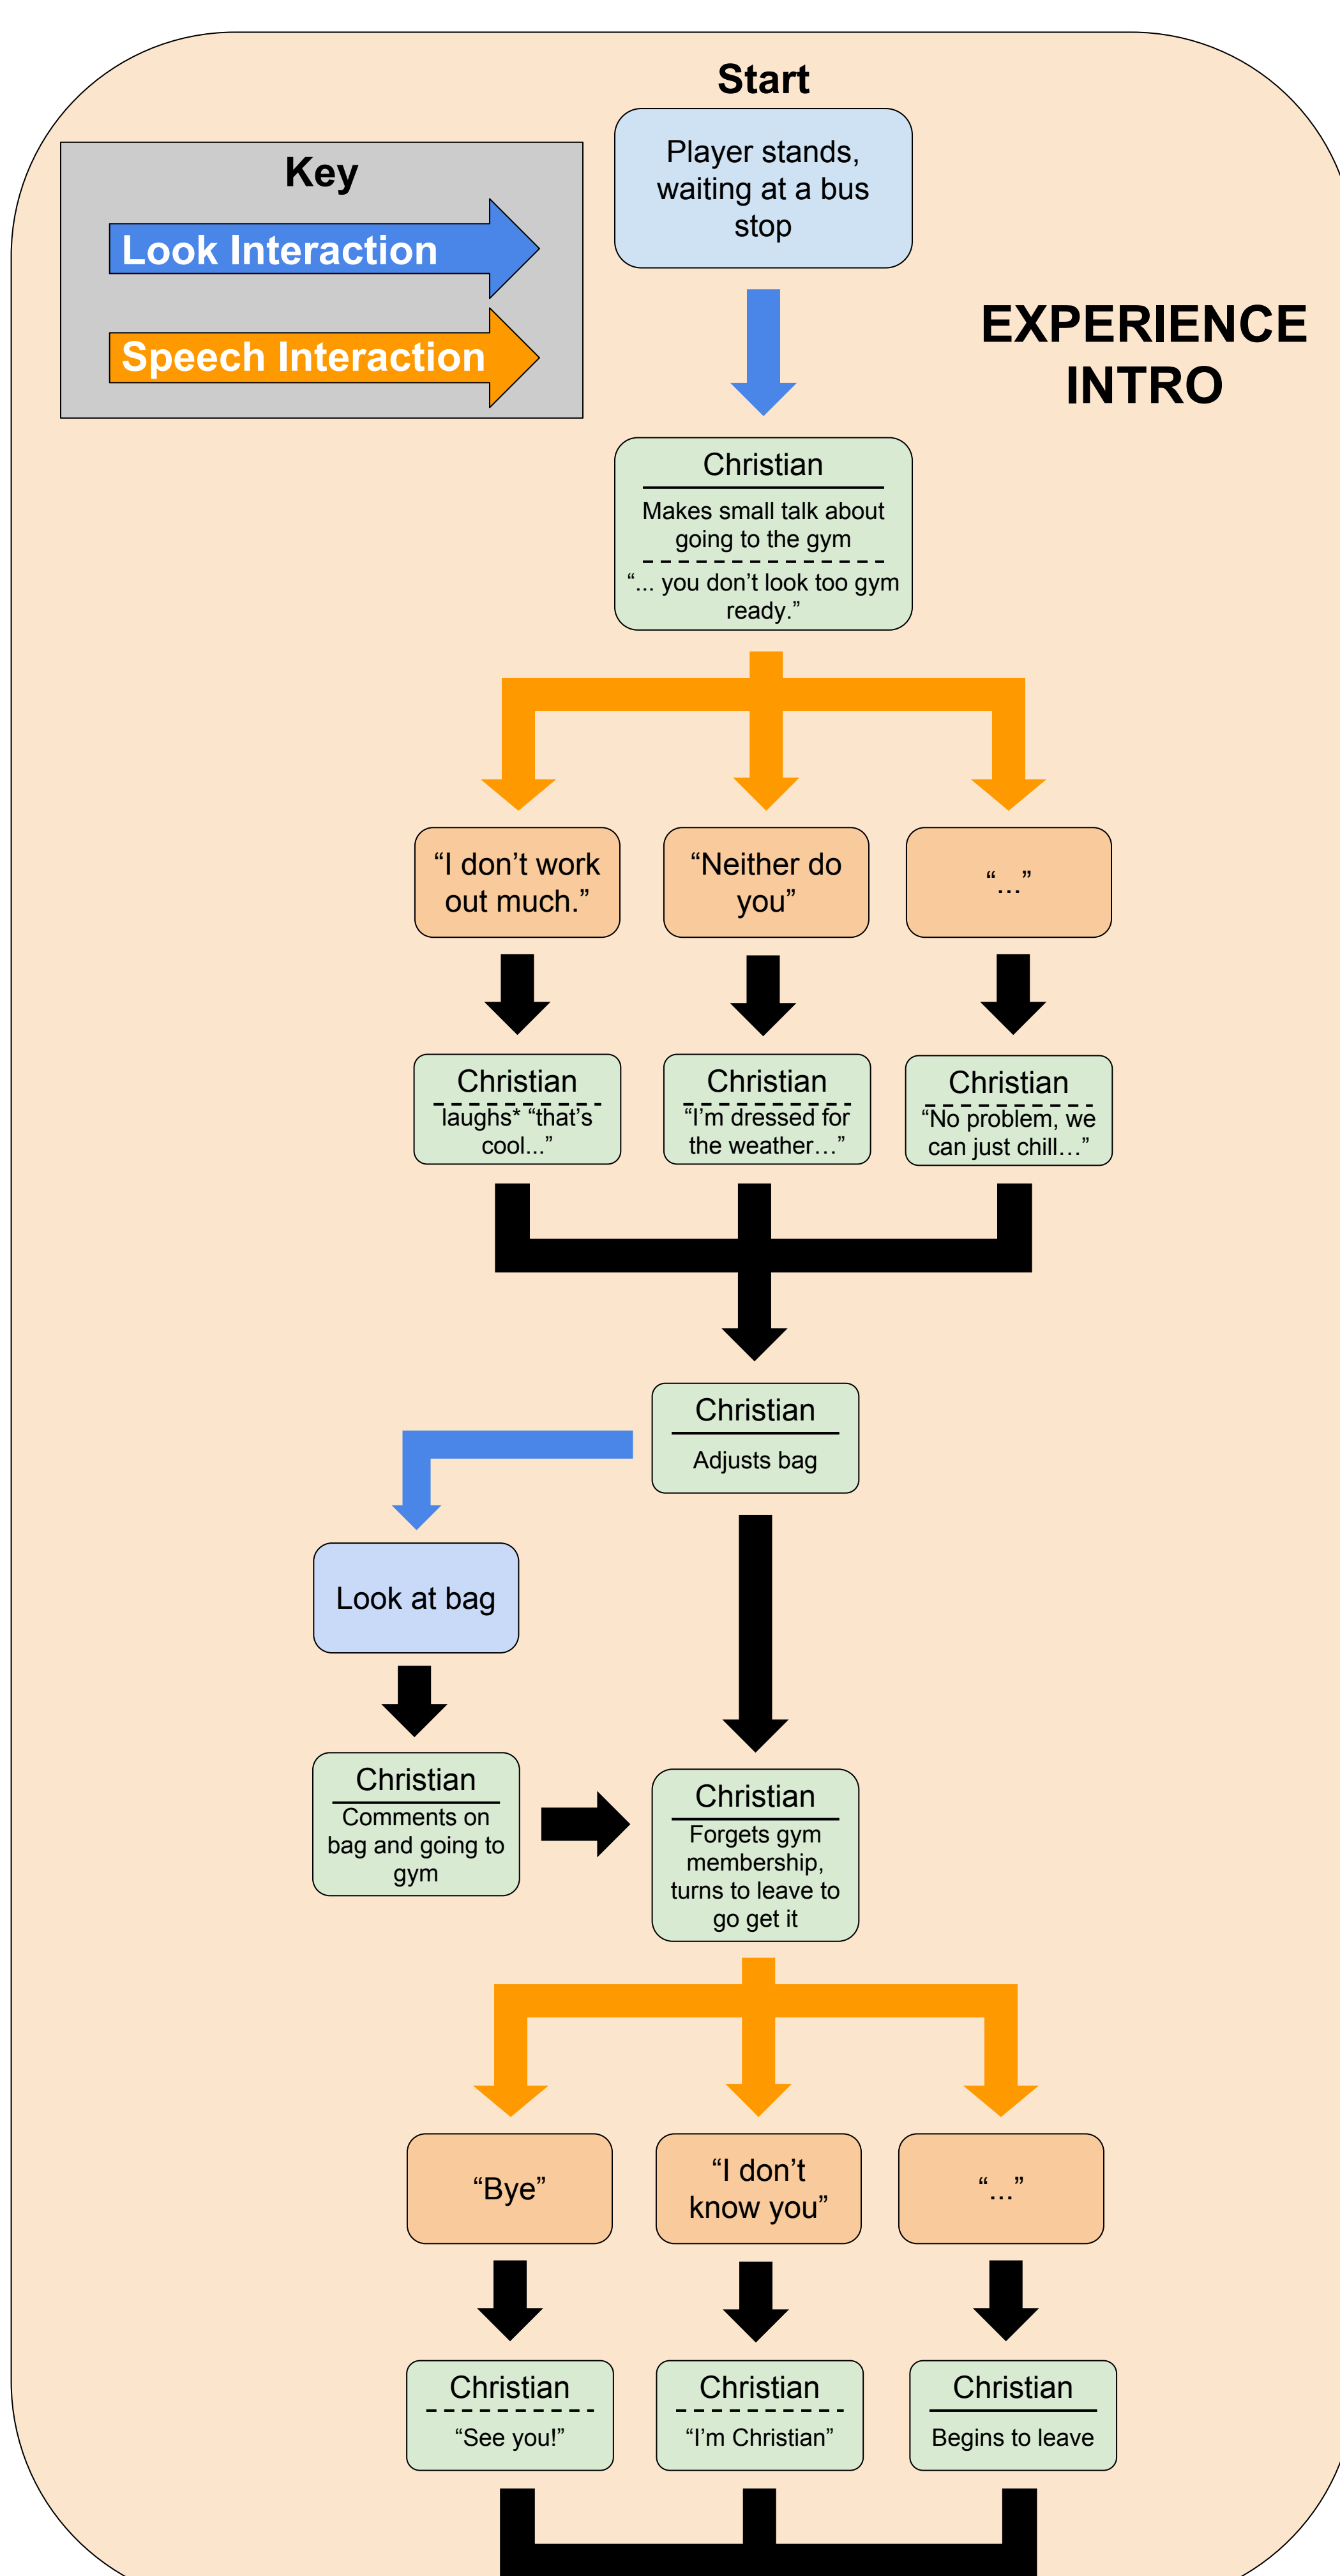 Start
Player stands,
waiting at a bus
stop
Key
Look Interaction
Speech Interaction
EXPERIENCE
INTRO
Christian
Makes small talk about
going to the gym
“... you don’t look too gym
ready.”
“I don’t work
out much.”
“Neither do
you”
“...”
Christian
laughs* “that’s
cool...”
Christian
“I’m dressed for
the weather…”
Christian
“No problem, we
can just chill…”
Christian
Adjusts bag
Look at bag
Christian
Comments on
bag and going to
gym
Christian
Forgets gym
membership,
turns to leave to
go get it
“Bye”
“I don’t
know you”
“...”
Christian
“See you!”
Christian
“I’m Christian”
Christian
Begins to leave